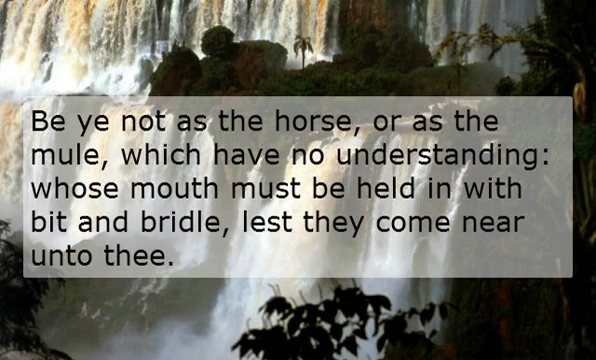 Be ye not as the horse, or as the
mule, which have no understanding:
whose mouth must be held in with
bit and bridle, lest they come near
unto thee.